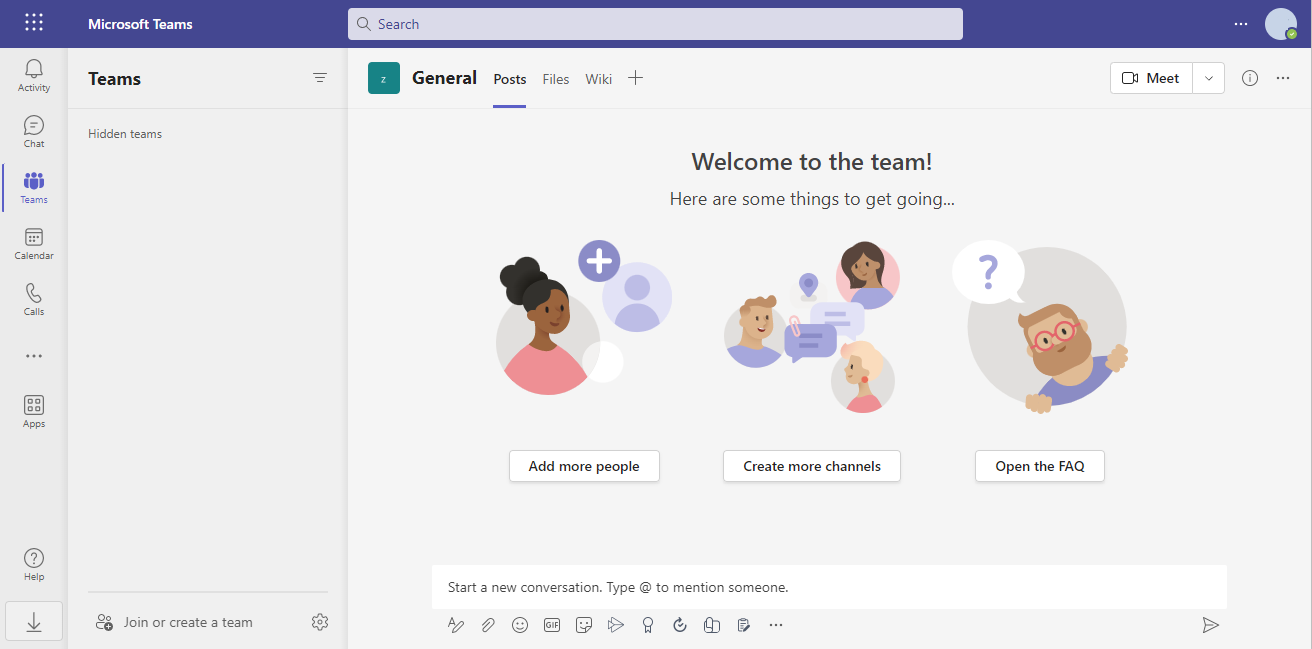 Microsoft Teams
Search
Activity
Chat
Teams
Calendar
Calls
Apps
Help
Teams
Hidden teams
Join or create a team
z
General
Posts
Files
Wiki
Meet
Welcome to the team!
Here are some things to get going...
?
Add more people
Create more channels
Open the FAQ
Start a new conversation. Type @ to mention someone.
GIF